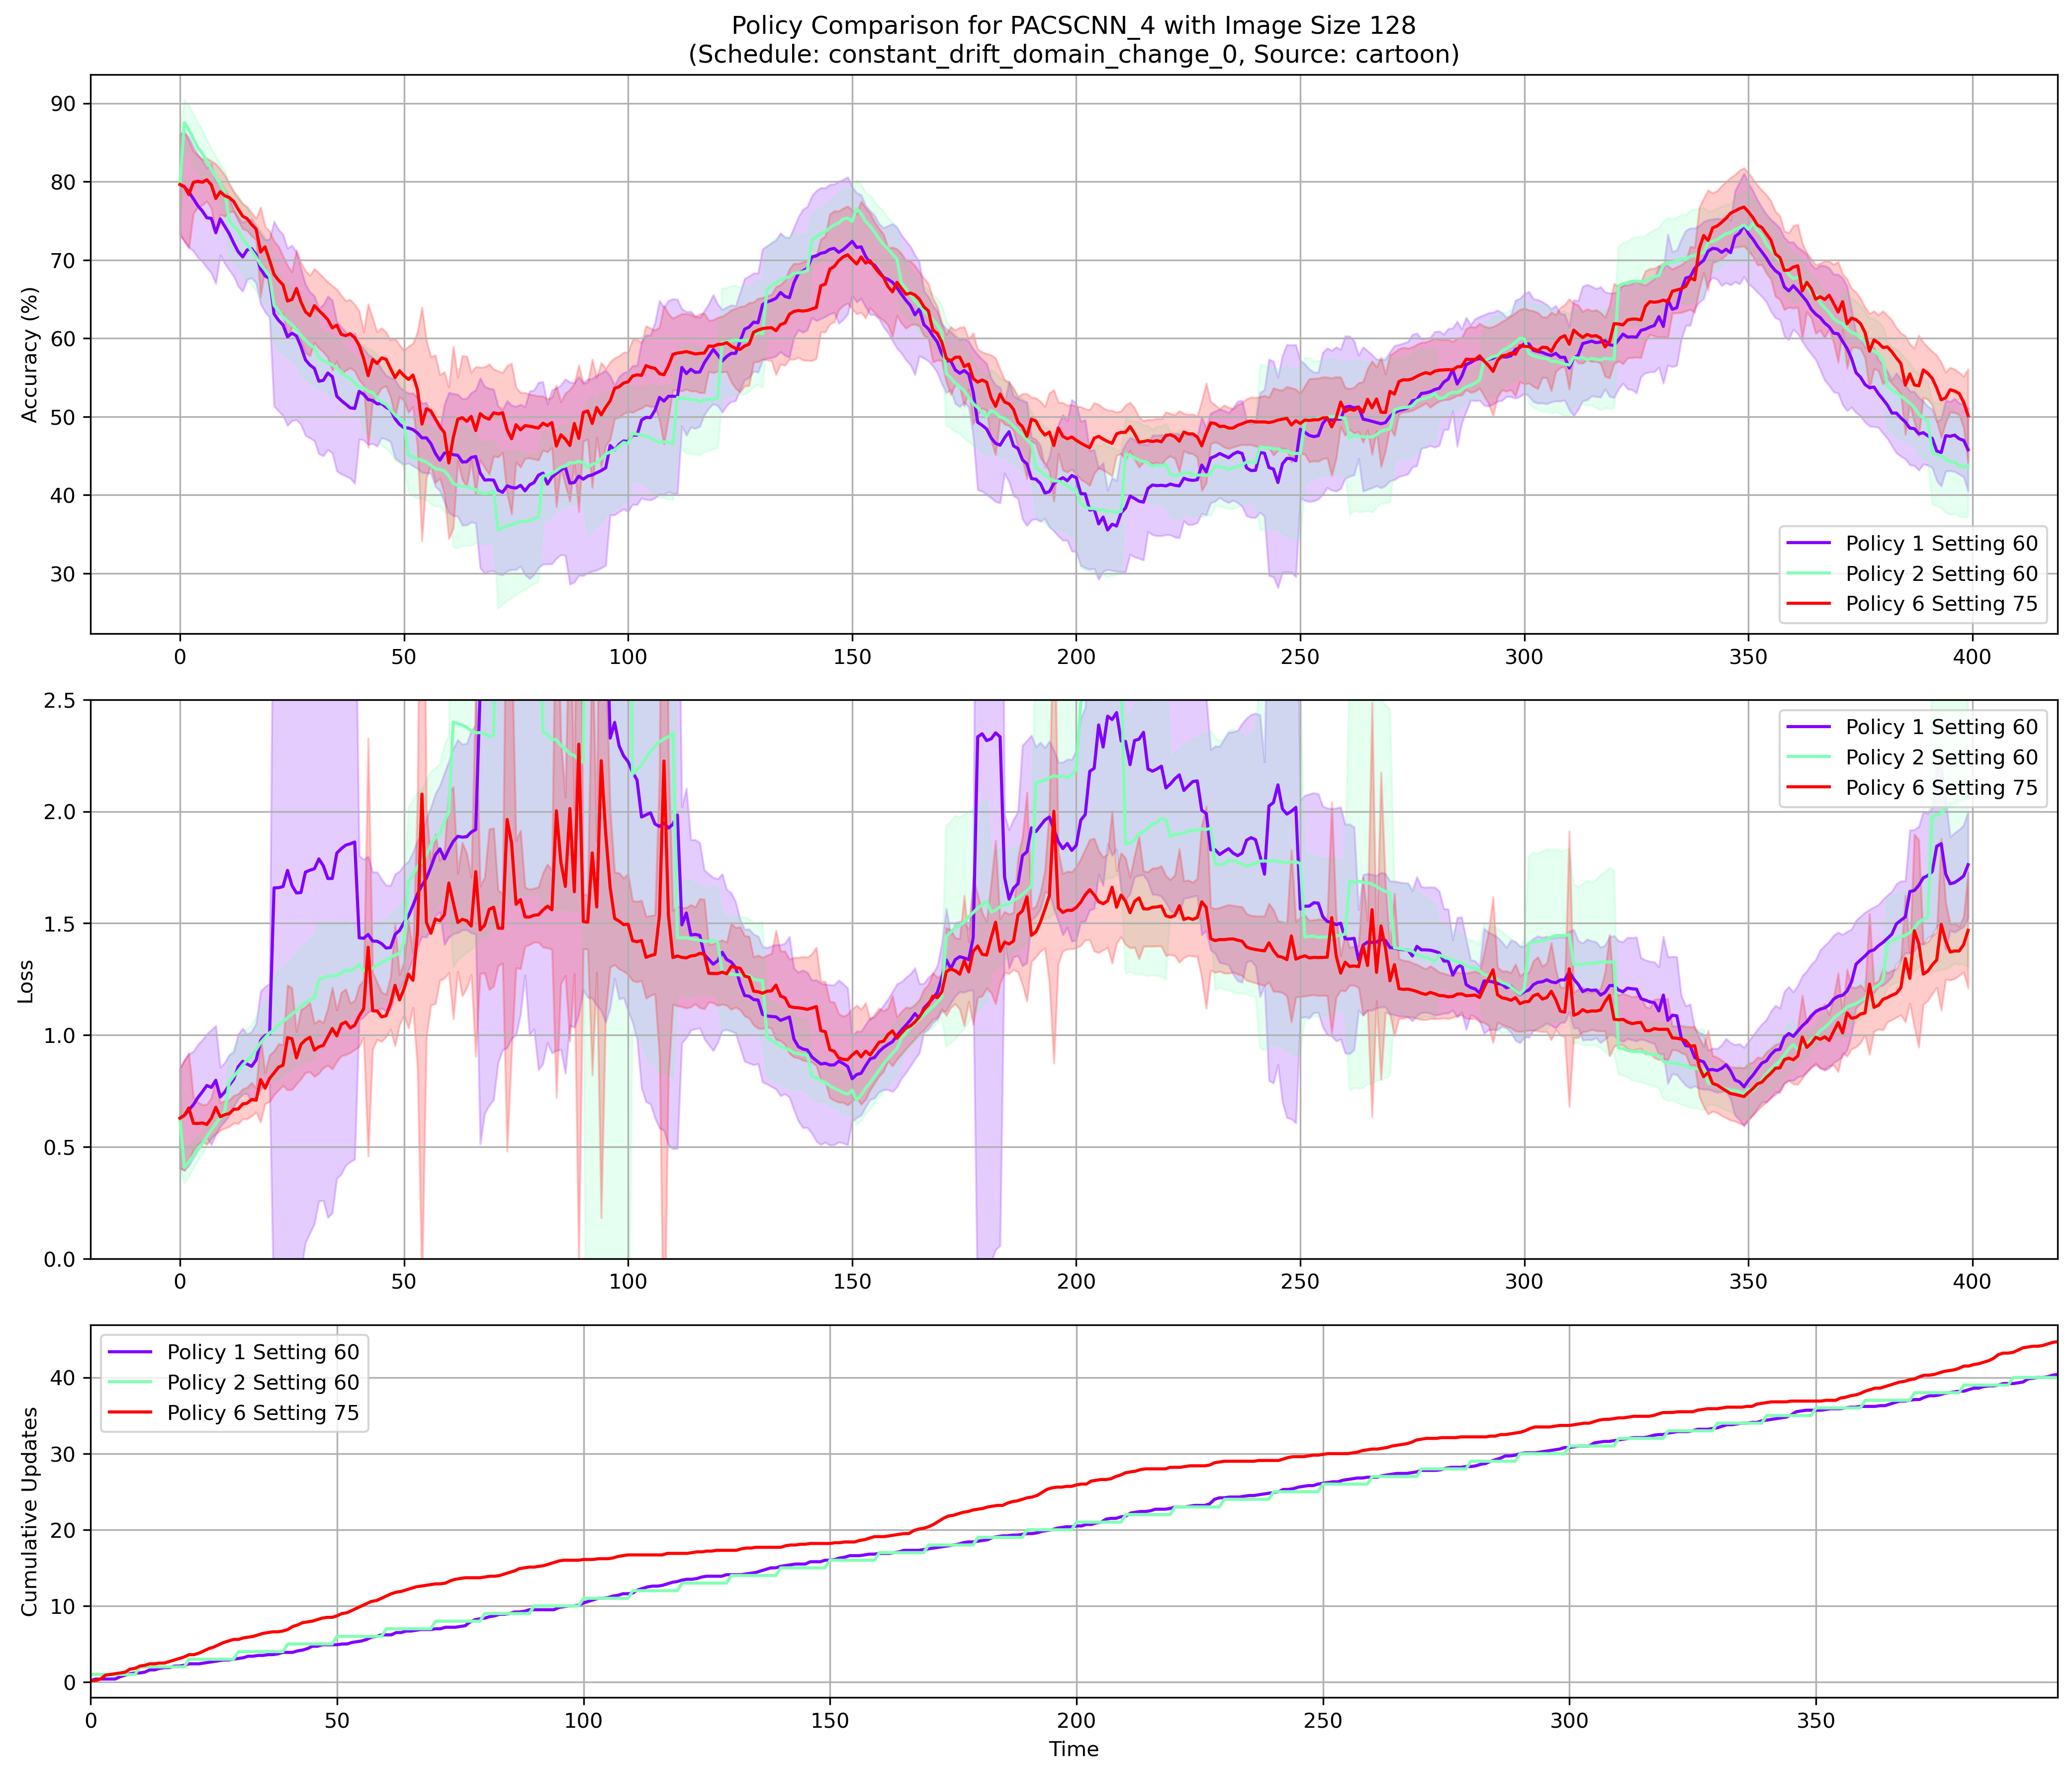 Policy Comparison for PACSCNN_4 with Image Size 128
(Schedule: constant_drift_domain_change_0, Source: cartoon)
Accuracy (%)
90
80
70
60
50
40
30
0 50 100 150 200 250 300 350 400
Policy 1 Setting 60
Policy 2 Setting 60
Policy 6 Setting 75
Loss
2.5
2.0
1.5
1.0
0.5
0.0
0 50 100 150 200 250 300 350 400
Policy 1 Setting 60
Policy 2 Setting 60
Policy 6 Setting 75
Cumulative Updates
40
30
20
10
0
0 50 100 150 200 250 300 350
Policy 1 Setting 60
Policy 2 Setting 60
Policy 6 Setting 75
Time